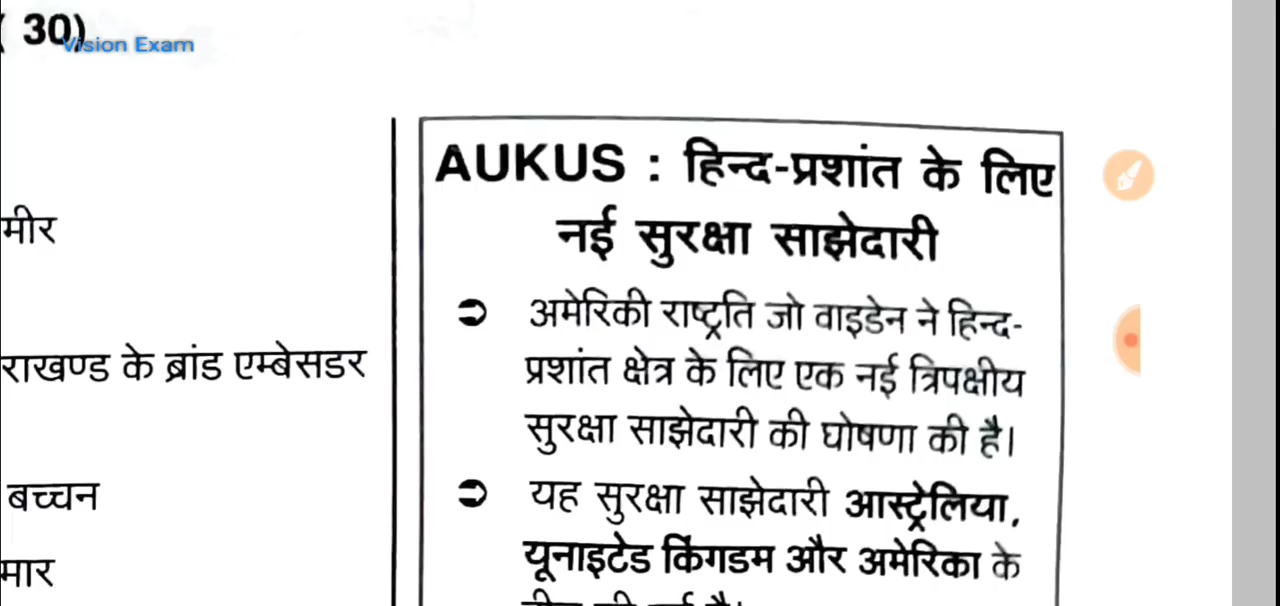 ( 30)
Vision Exam
मीर
राखण्ड के ब्रांड एम्बेसडर
बच्चन
मार
AUKUS : हिन्द-प्रशांत के लिए
नई सुरक्षा साझेदारी
➲ अमेरिकी राष्ट्रति जो वाइडेन ने हिन्द-
प्रशांत क्षेत्र के लिए एक नई त्रिपक्षीय
सुरक्षा साझेदारी की घोषणा की है।
➲ यह सुरक्षा साझेदारी आस्ट्रेलिया,
यूनाइटेड किंगडम और अमेरिका के